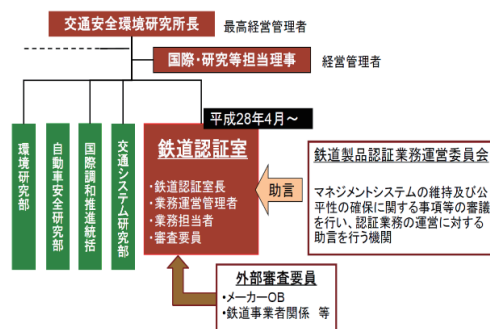 交通安全環境研究所長
最高経営管理者
国際・研究等担当理事
経営管理者
平成28年4月～
環境研究部
自動車安全研究部
国際調和推進統括
交通システム研究部
鉄道認証室
・鉄道認証室長
・業務運営管理者
・業務担当者
・審査要員
助言
鉄道製品認証業務運営委員会
マネジメントシステムの維持及び公
平性の確保に関する事項等の審議
を行い、認証業務の運営に対する
助言を行う機関
外部審査要員
・メーカーOB
・鉄道事業者関係 等